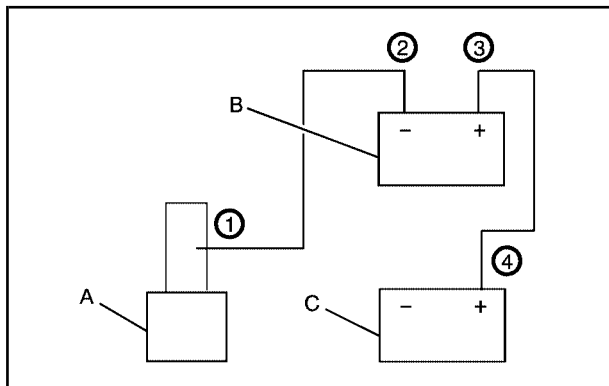 ② ③
B
− +
①
④
A
C
− +